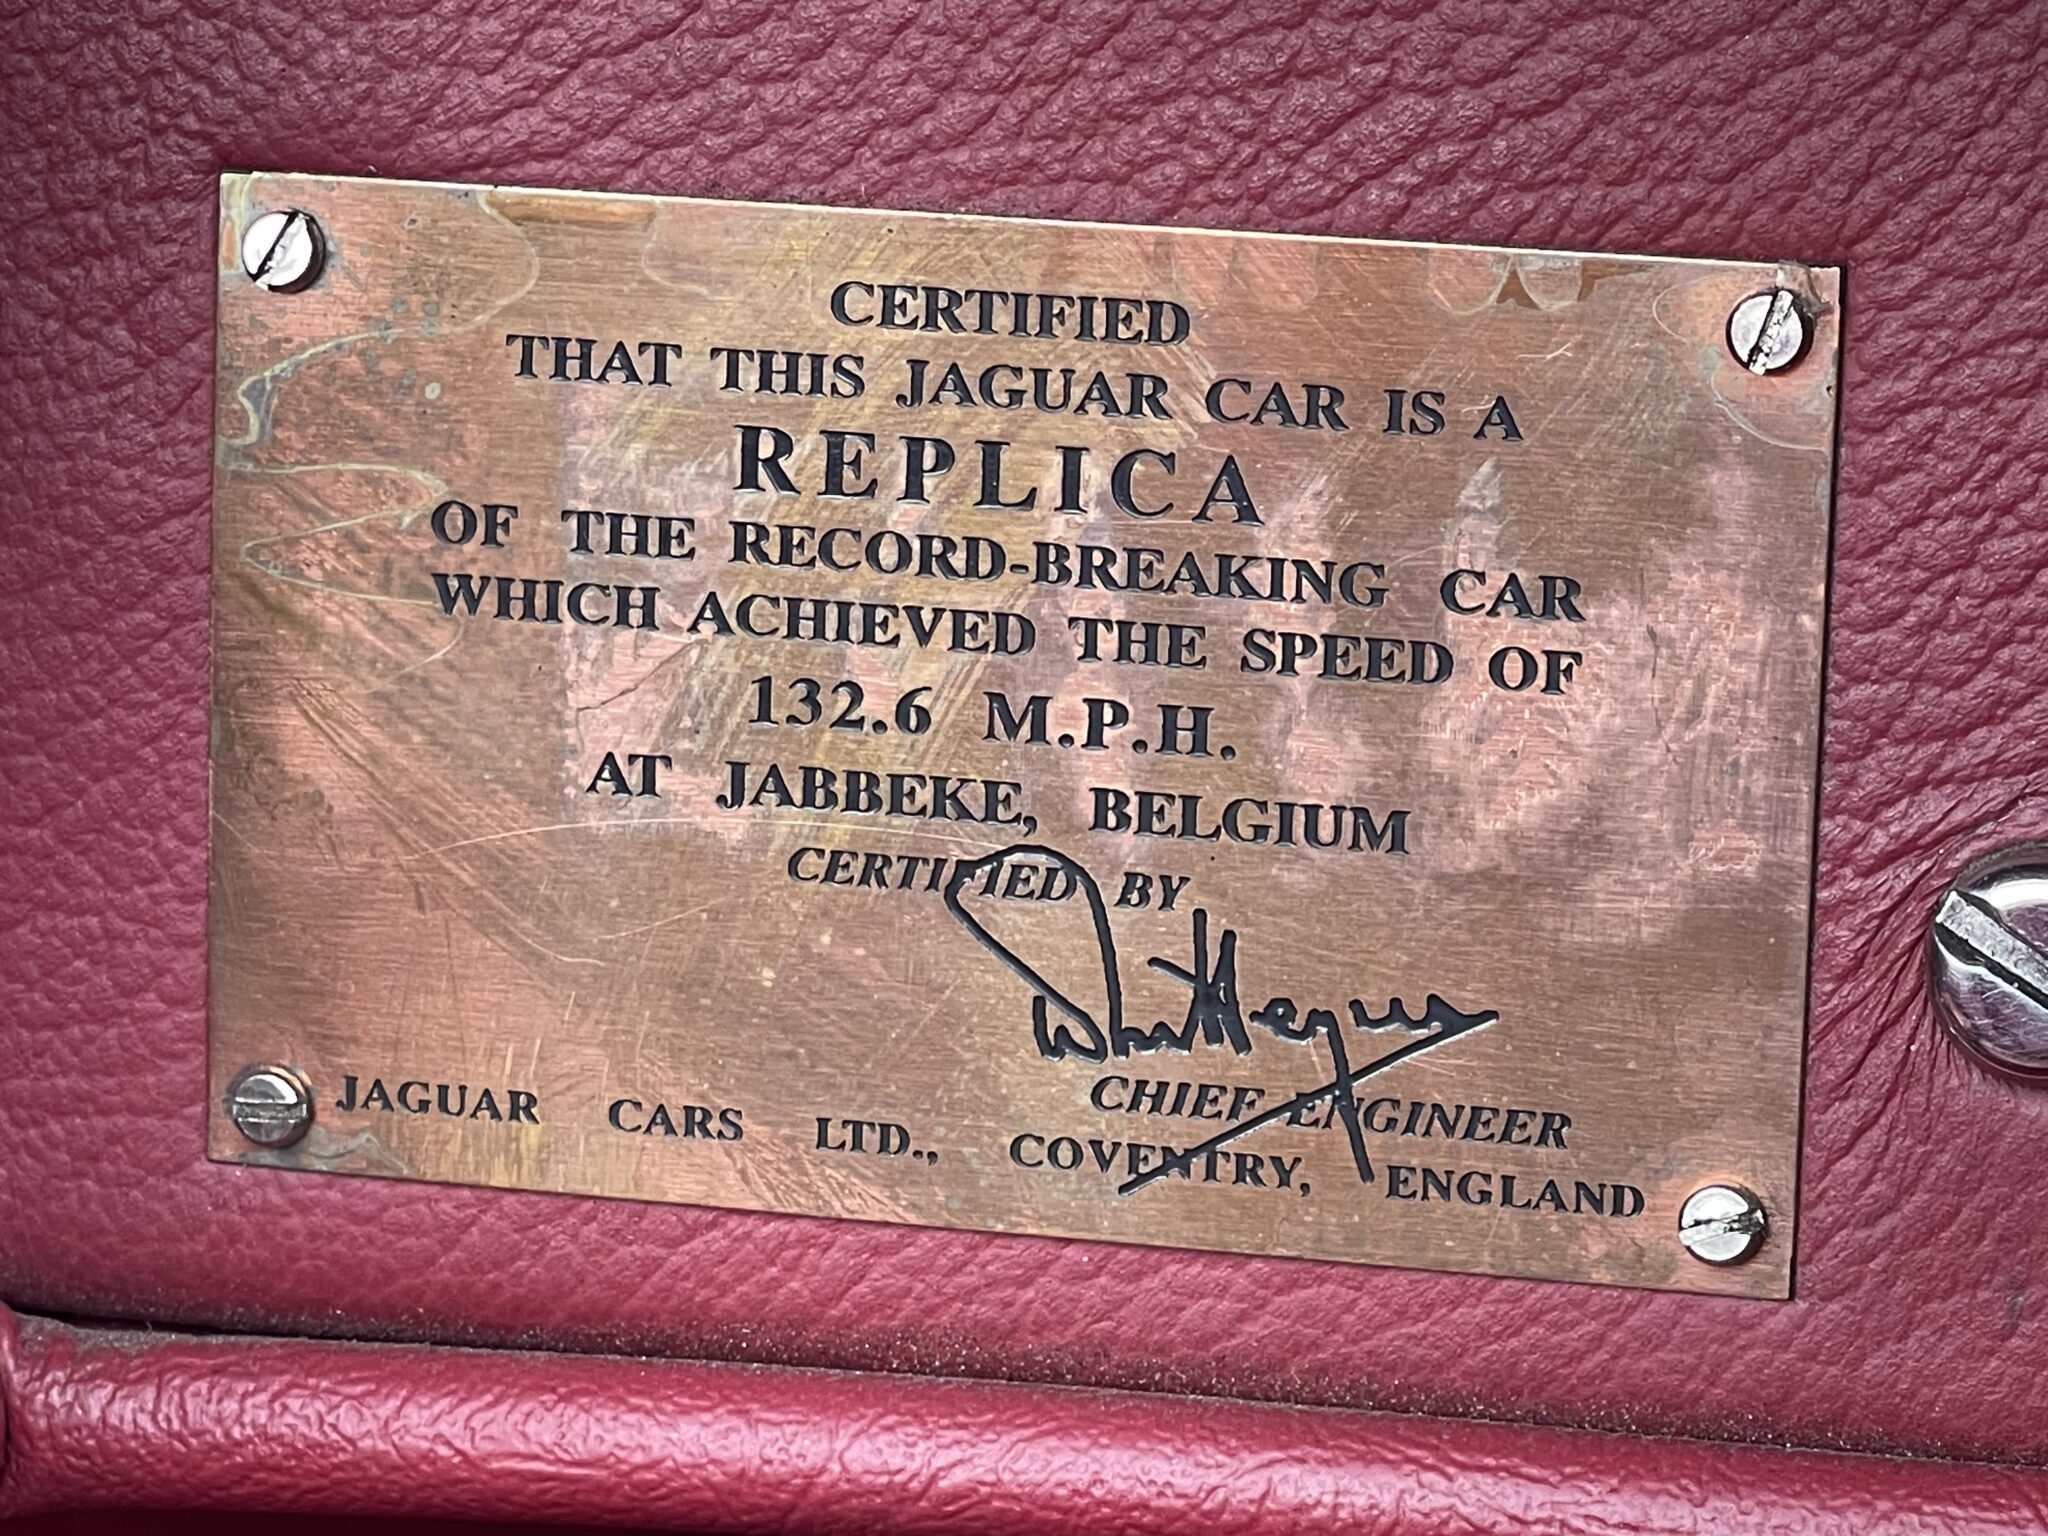 CERTIFIED
THAT THIS JAGUAR CAR IS A
REPLICA
OF THE RECORD-BREAKING CAR
WHICH ACHIEVED THE SPEED OF
132.6 M.P.H.
AT JABBEKE, BELGIUM
CERTIFIED BY
CHIEF ENGINEER
JAGUAR CARS LTD., COVENTRY, ENGLAND